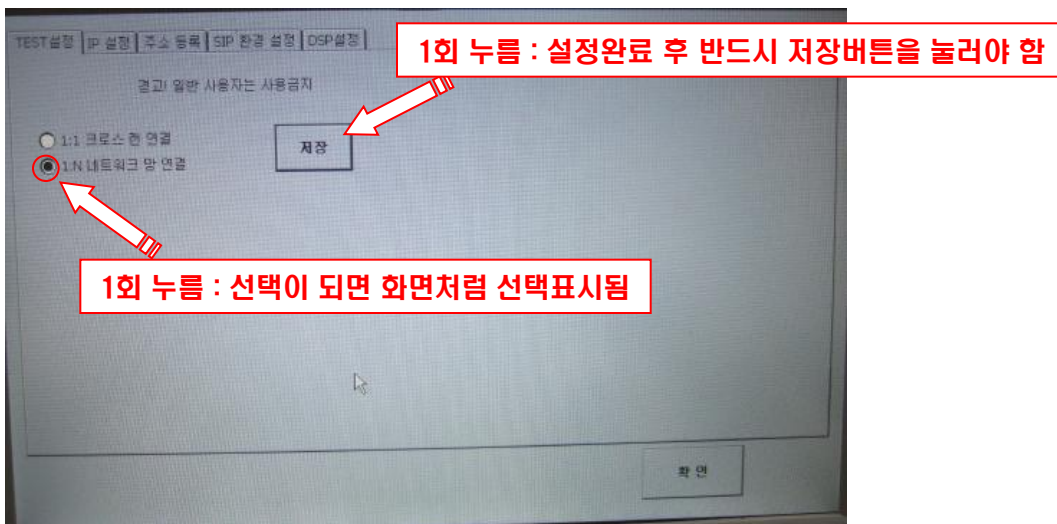 TEST설정 IP 설정 주소 등록 SIP 환경 설정 DSP설정
1회 누름 : 설정완료 후 반드시 저장버튼을 눌러야 함
경고! 일반 사용자는 사용금지
1:1 크로스 전 연결
저장
1:N 네트워크 망 연결
1회 누름 : 선택이 되면 화면처럼 선택표시됨
확 인